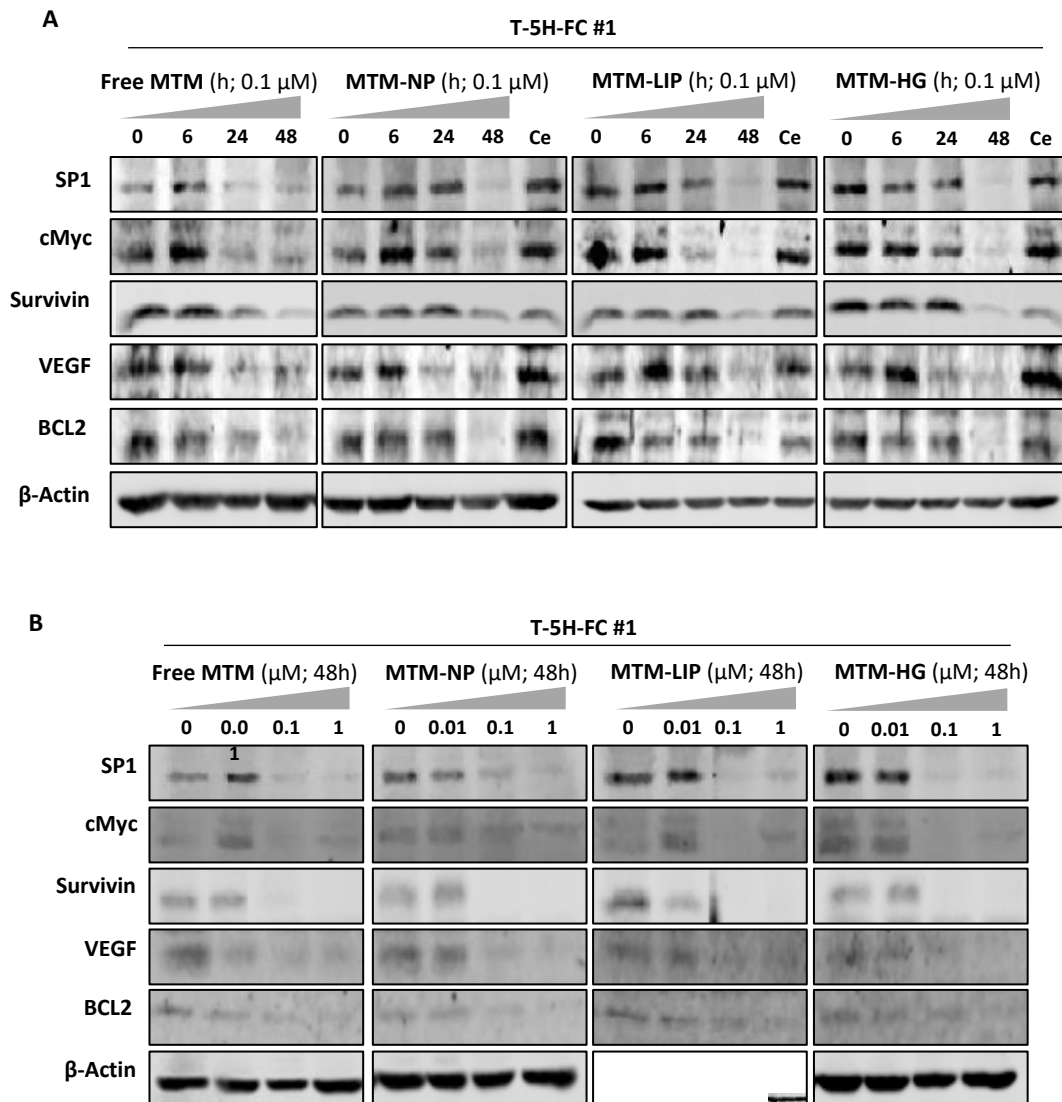 A
T-5H-FC #1
Free MTM (h; 0.1 µM) MTM-NP (h; 0.1 µM) MTM-LIP (h; 0.1 µM) MTM-HG (h; 0.1 µM)
0 6 24 48 0 6 24 48 Ce 0 6 24 48 Ce 0 6 24 48 Ce
SP1
cMyc
Survivin
VEGF
BCL2
β-Actin
B
T-5H-FC #1
Free MTM (µM; 48h) MTM-NP (µM; 48h) MTM-LIP (µM; 48h) MTM-HG (µM; 48h)
0 0.0 0.1 1 0 0.01 0.1 1 0 0.01 0.1 1 0 0.01 0.1 1
1
SP1
cMyc
Survivin
VEGF
BCL2
β-Actin